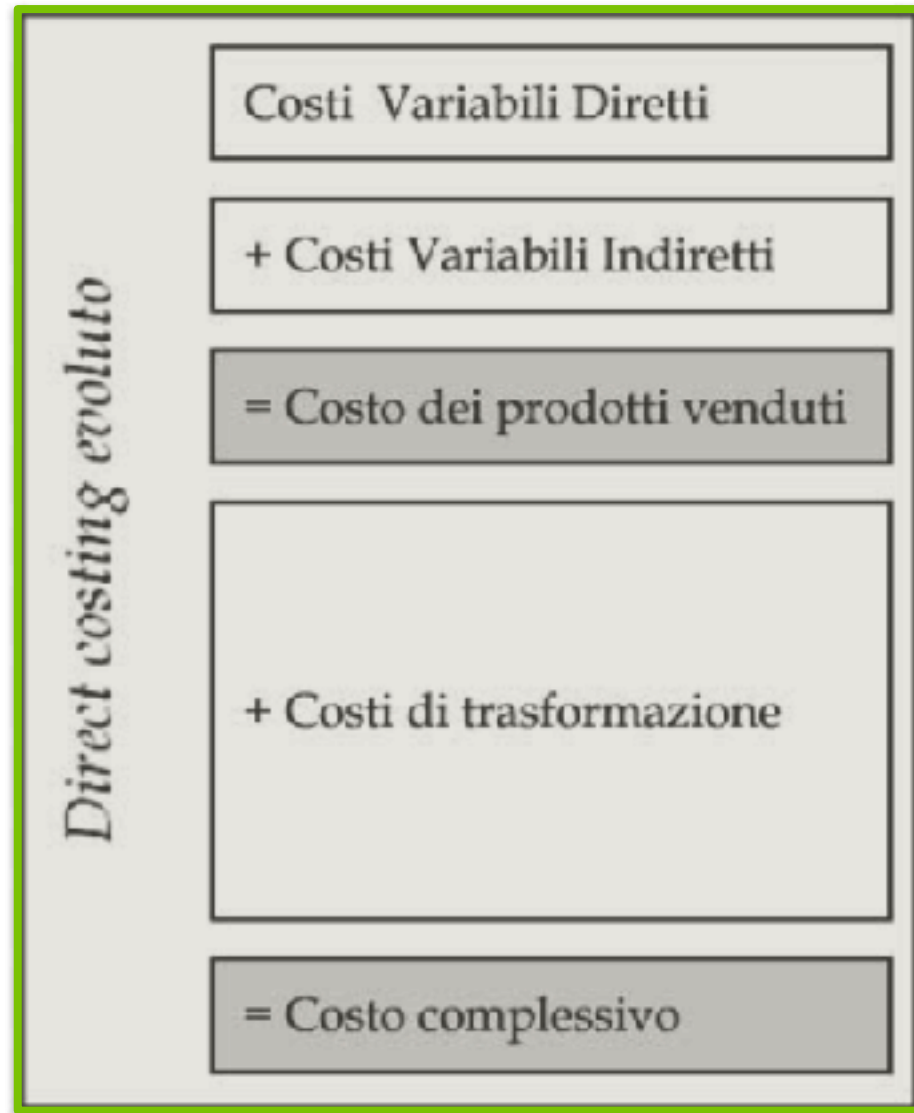 Direct costing evoluto
Costi Variabili Diretti
+ Costi Variabili Indiretti
= Costo dei prodotti venduti
+ Costi di trasformazione
= Costo complessivo